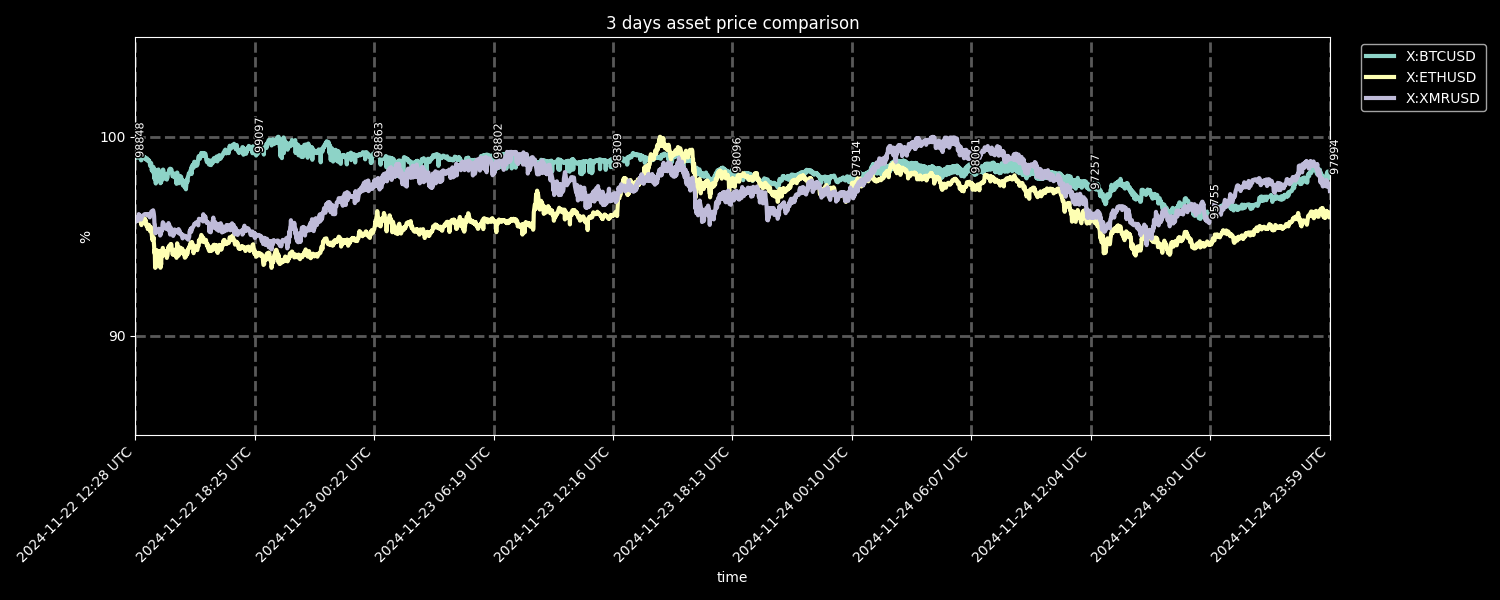 3 days asset price comparison
X:BTCUSD
X:ETHUSD
X:XMRUSD
100
90
%
98848
99097
98863
98802
98309
98096
97914
98061
97257
95755
97994
2024-11-22 12:28 UTC
2024-11-22 18:25 UTC
2024-11-23 00:22 UTC
2024-11-23 06:19 UTC
2024-11-23 12:16 UTC
2024-11-23 18:13 UTC
2024-11-24 00:10 UTC
2024-11-24 06:07 UTC
2024-11-24 12:04 UTC
2024-11-24 18:01 UTC
2024-11-24 23:59 UTC
time